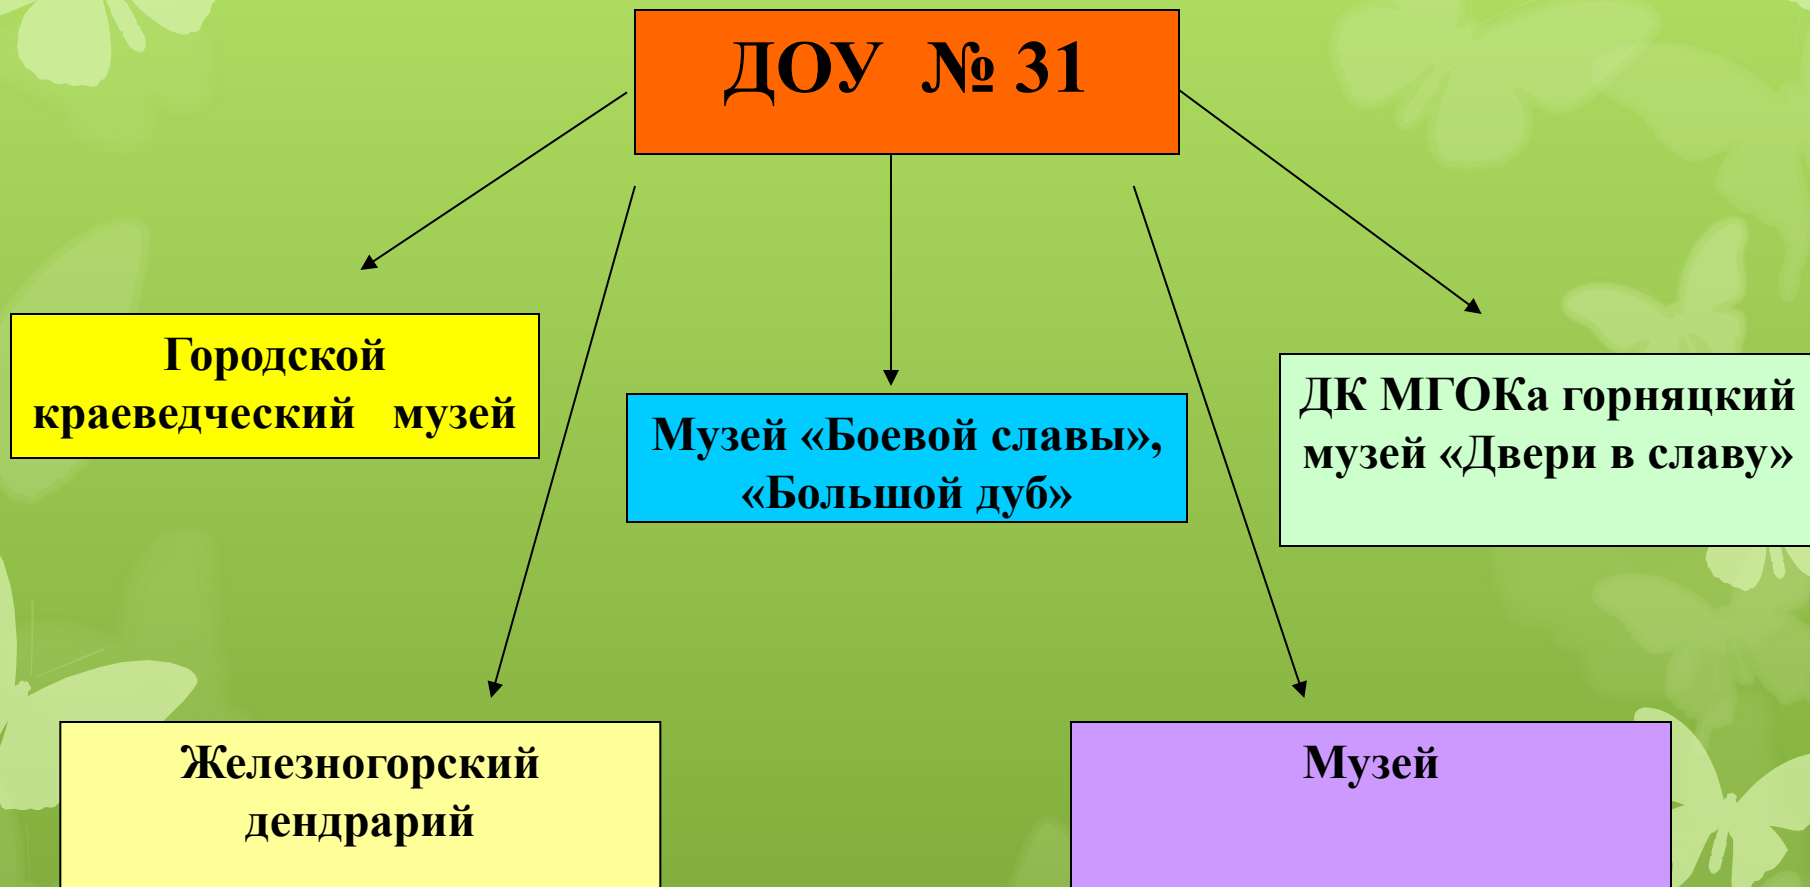 ДОУ № 31
Городской
краеведческий музей
Музей «Боевой славы»,
«Большой дуб»
ДК МГОКа горняцкий
музей «Двери в славу»
Железногорский
дендрарий
Музей